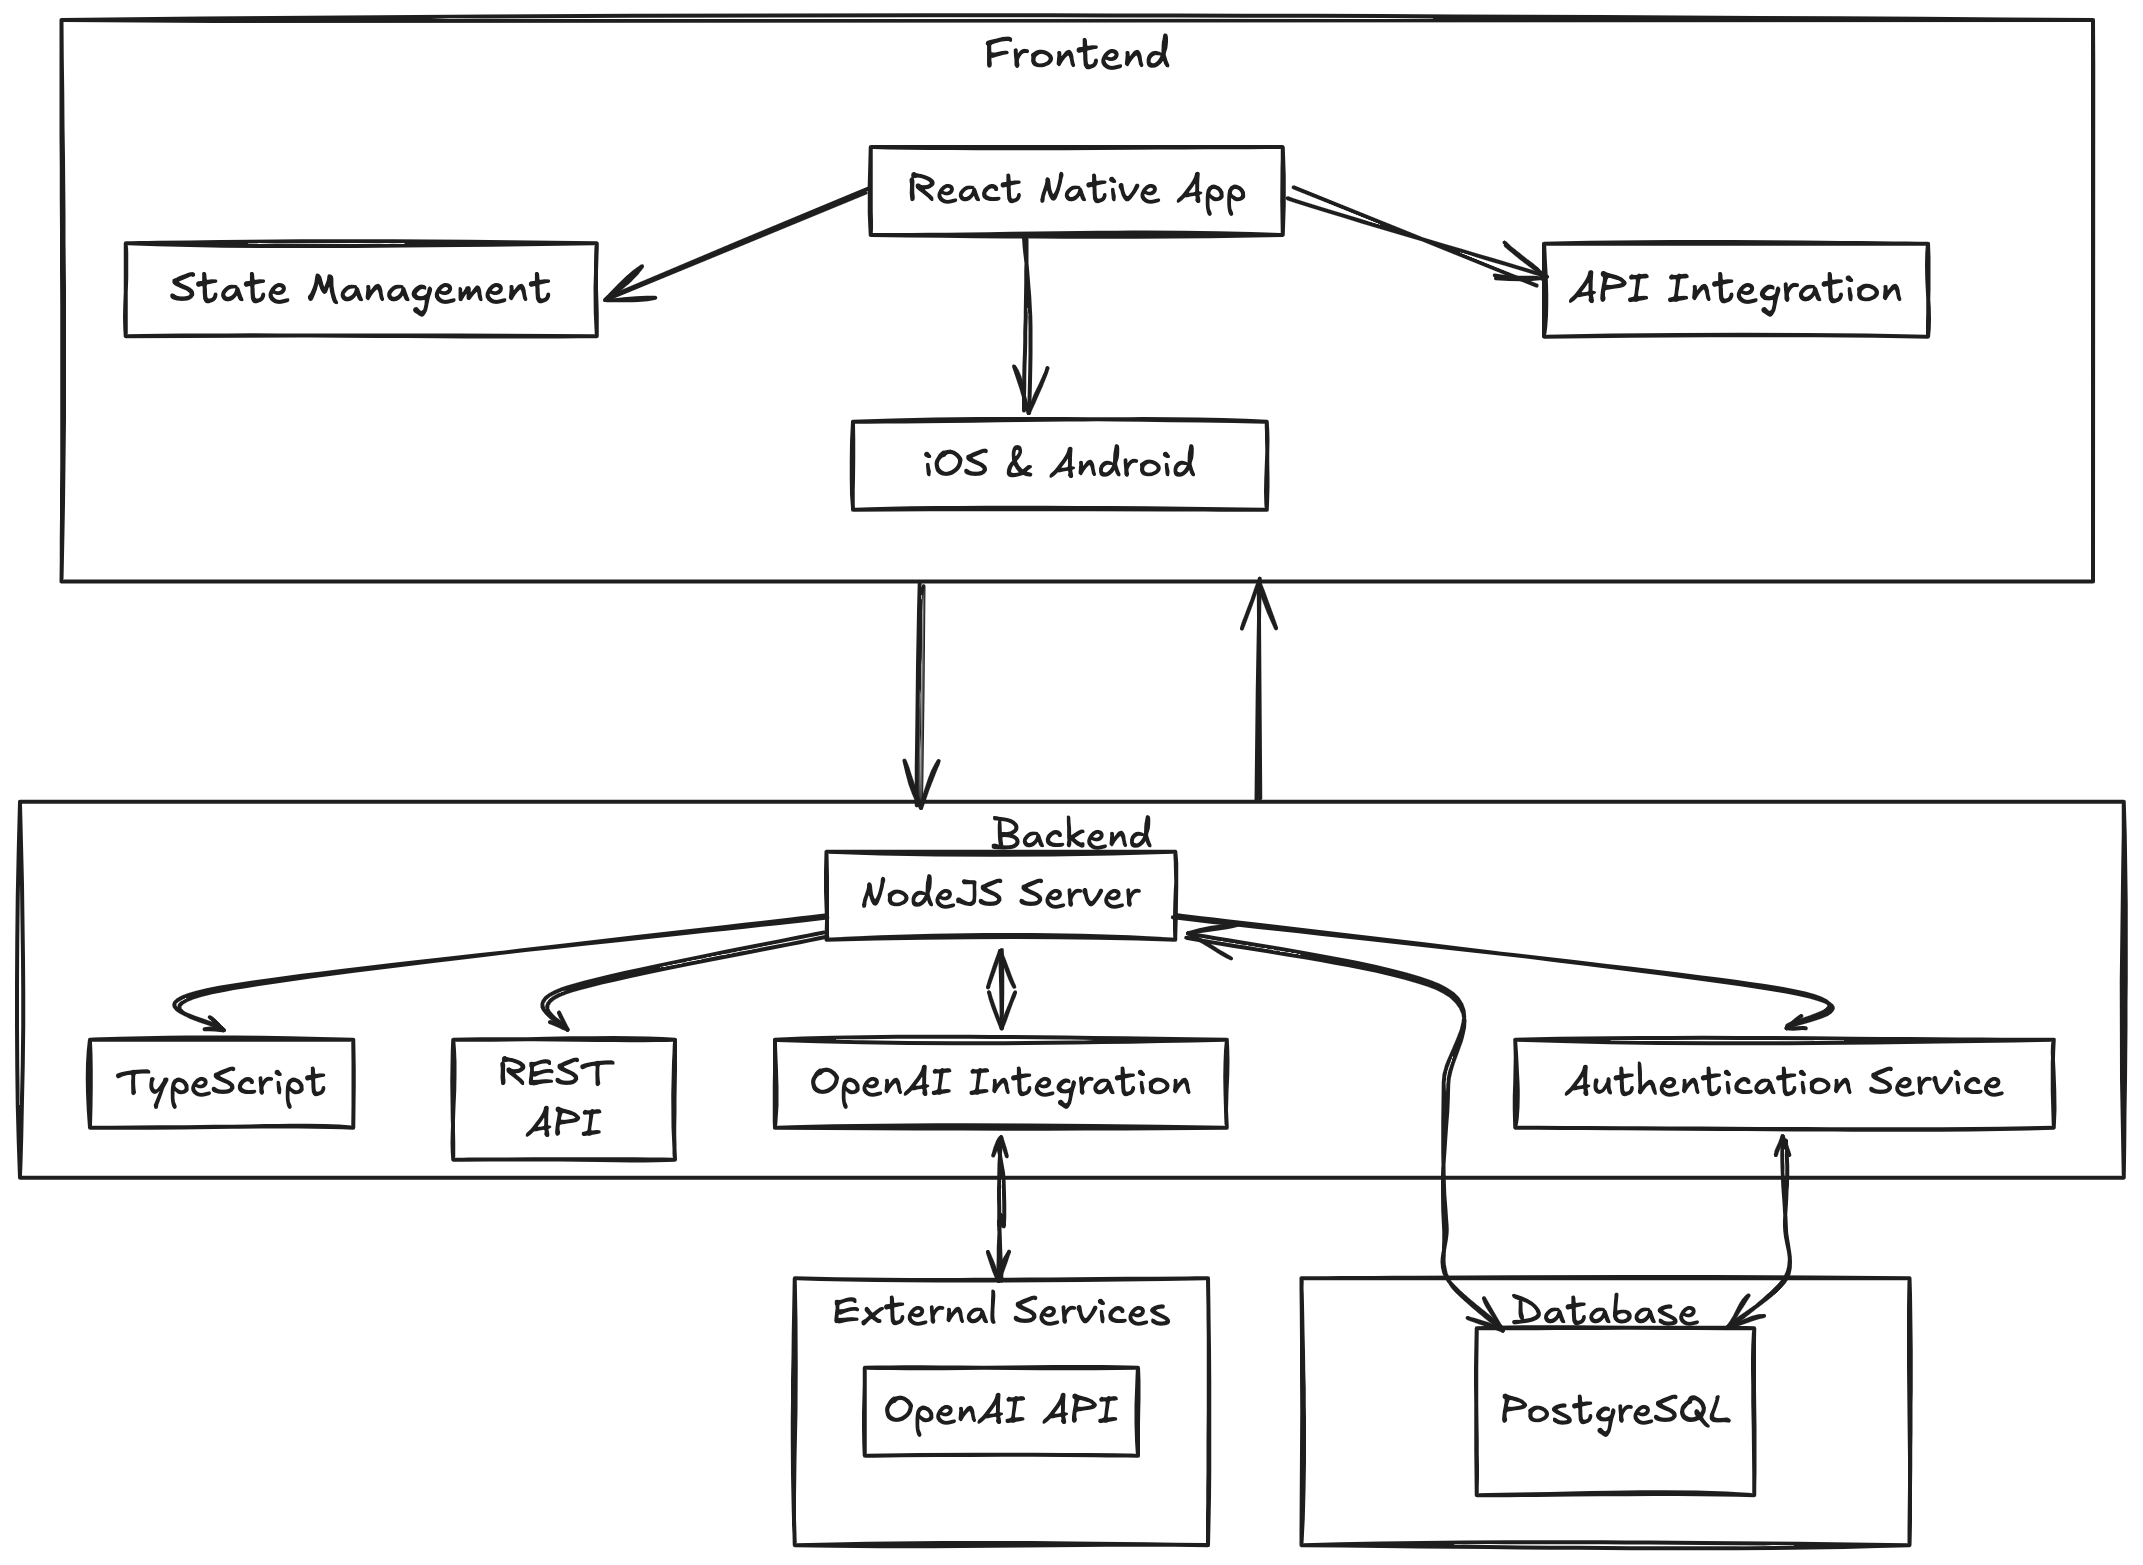 Frontend
React Native App
State Management
API Integration
iOS & Android
Backend
NodeJS Server
TypeScript
REST
API
OpenAI Integration
Authentication Service
External Services
OpenAI API
Database
PostgreSQL